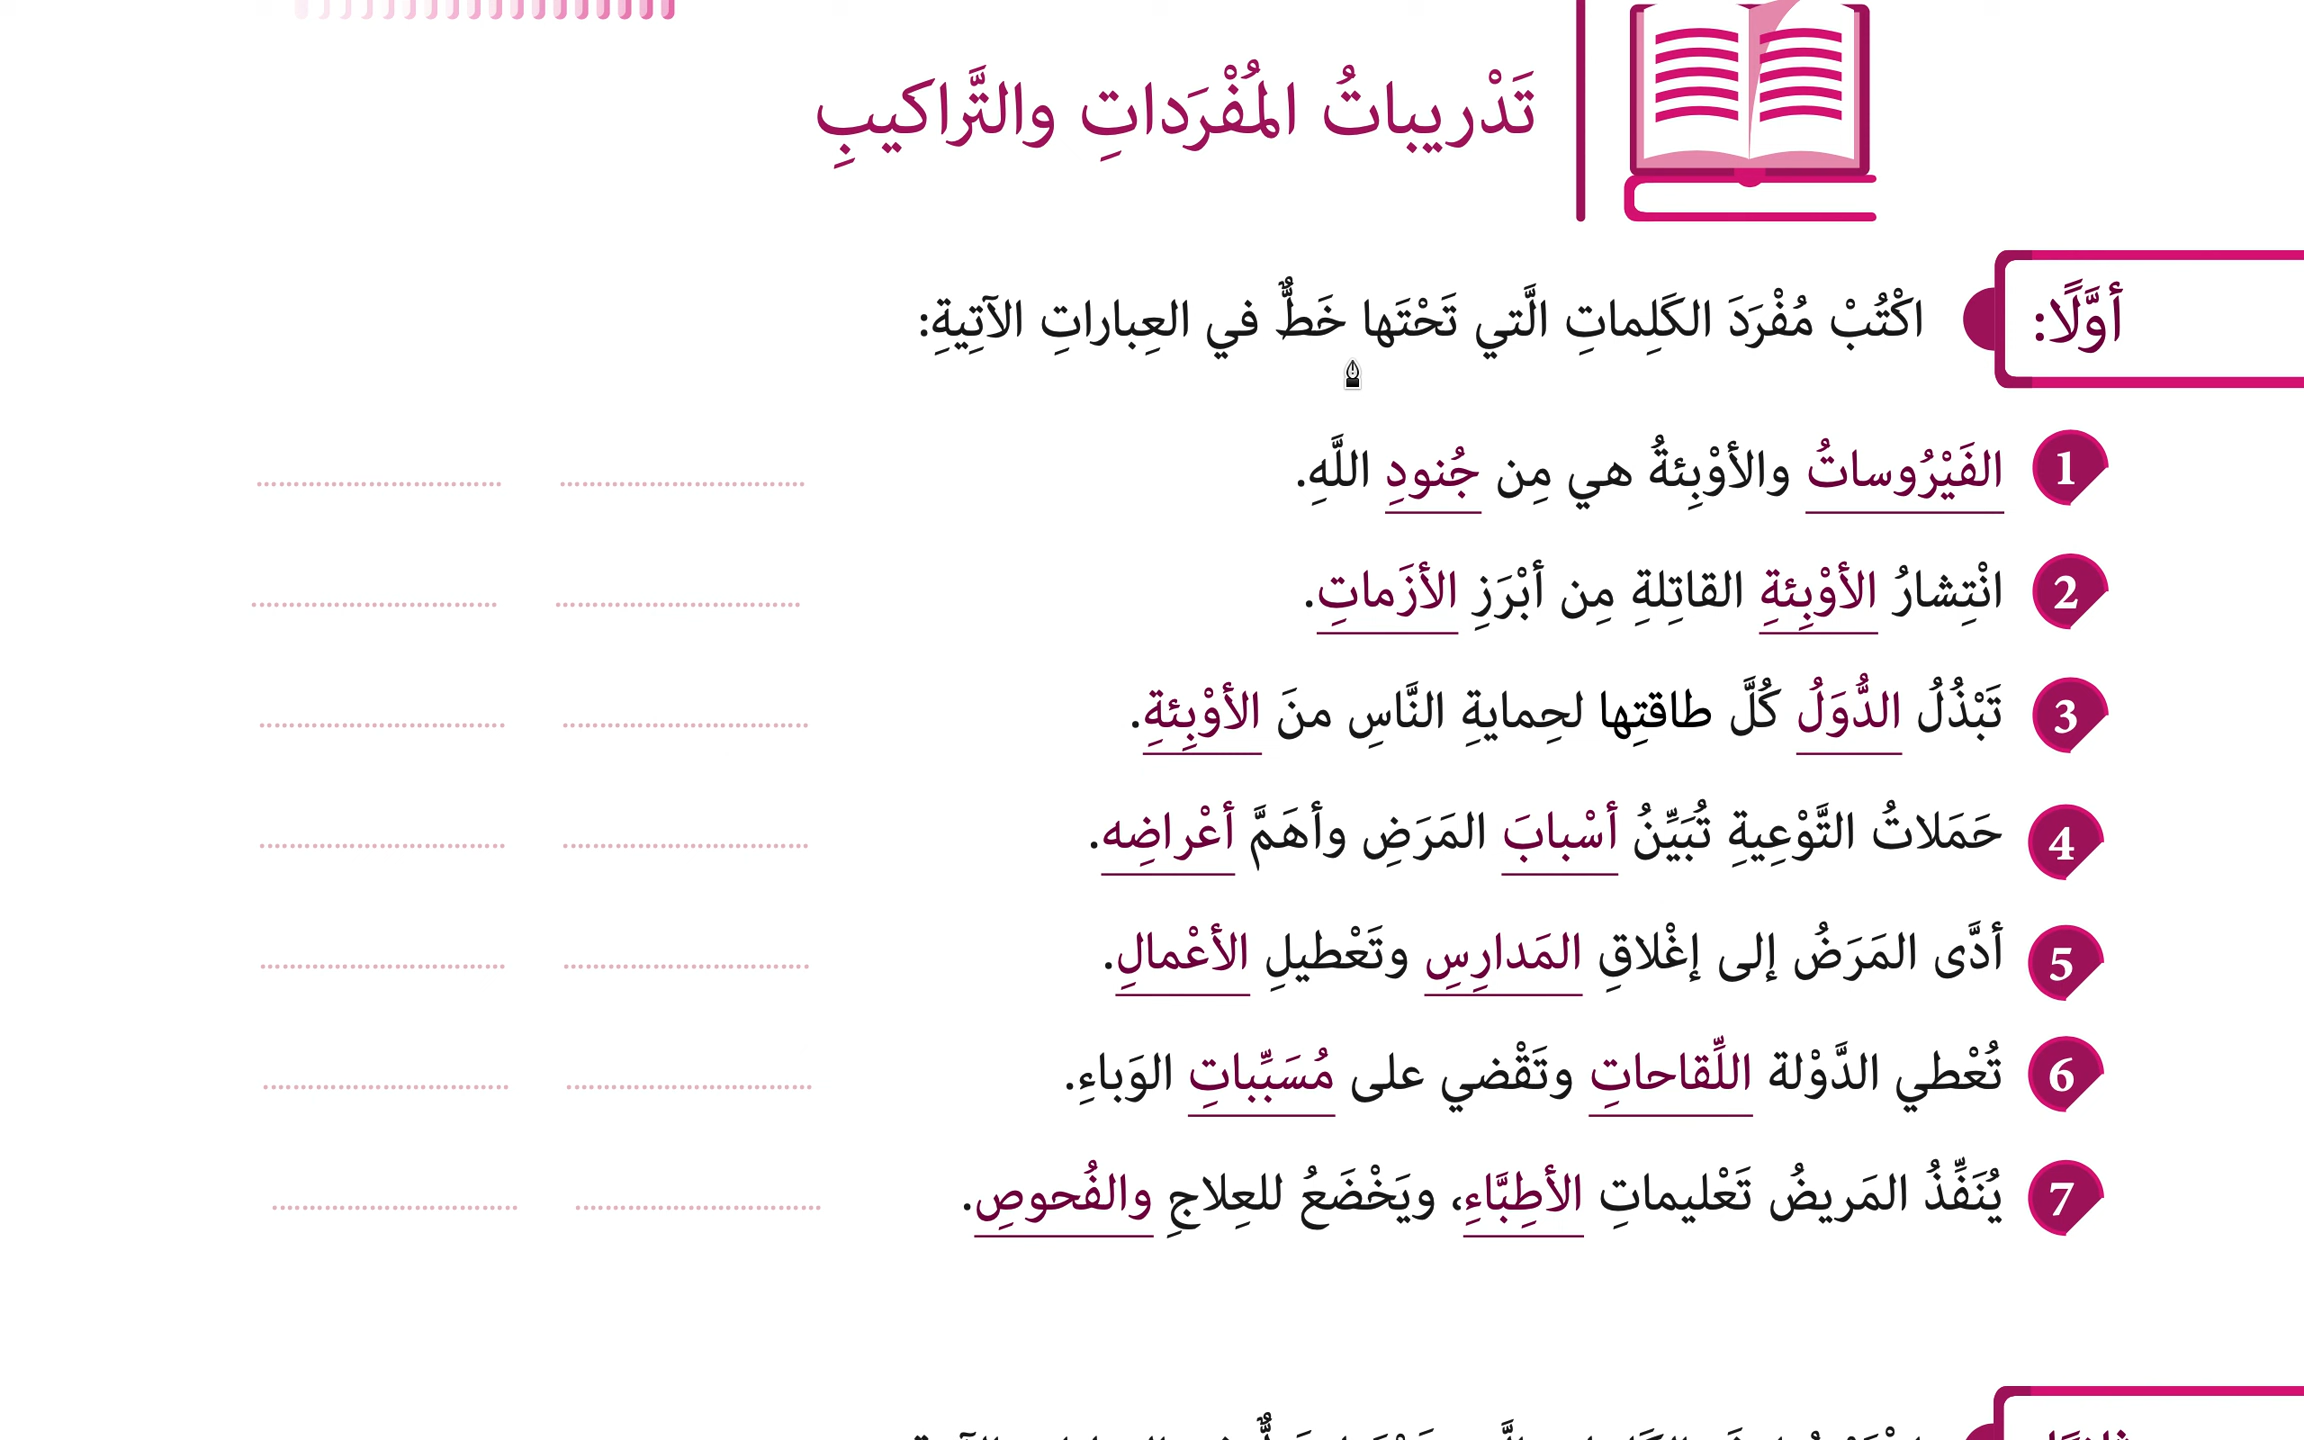 تَدْريباتُ المُفْرَداتِ والتَّراكيبِ
أوَّلًا: اكْتُبْ مُفْرَدَ الكَلِماتِ الَّتي تَحْتَها خَطٌّ في العِباراتِ الآتِيةِ:
1 الفَيْرُوساتُ والأوْبِئةُ هي مِن جُنودِ اللَّهِ. .............................. ..............................
2 انْتِشارُ الأوْبِئةِ القاتِلةِ مِن أبْرَزِ الأزَماتِ. .............................. ..............................
3 تَبْذُلُ الدُّوَلُ كُلَّ طاقتِها لحِمايةِ النَّاسِ منَ الأوْبِئةِ. .............................. ..............................
4 حَمَلاتُ التَّوْعِيةِ تُبَيِّنُ أسْبابَ المَرَضِ وأهَمَّ أعْراضِه. .............................. ..............................
5 أدَّى المَرَضُ إلى إغْلاقِ المَدارِسِ وتَعْطيلِ الأعْمالِ. .............................. ..............................
6 تُعْطي الدَّوْلة اللِّقاحاتِ وتَقْضي على مُسَبِّباتِ الوَباءِ. .............................. ..............................
7 يُنَفِّذُ المَريضُ تَعْليماتِ الأطِبَّاءِ، ويَخْضَعُ للعِلاجِ والفُحوصِ. .............................. ..............................